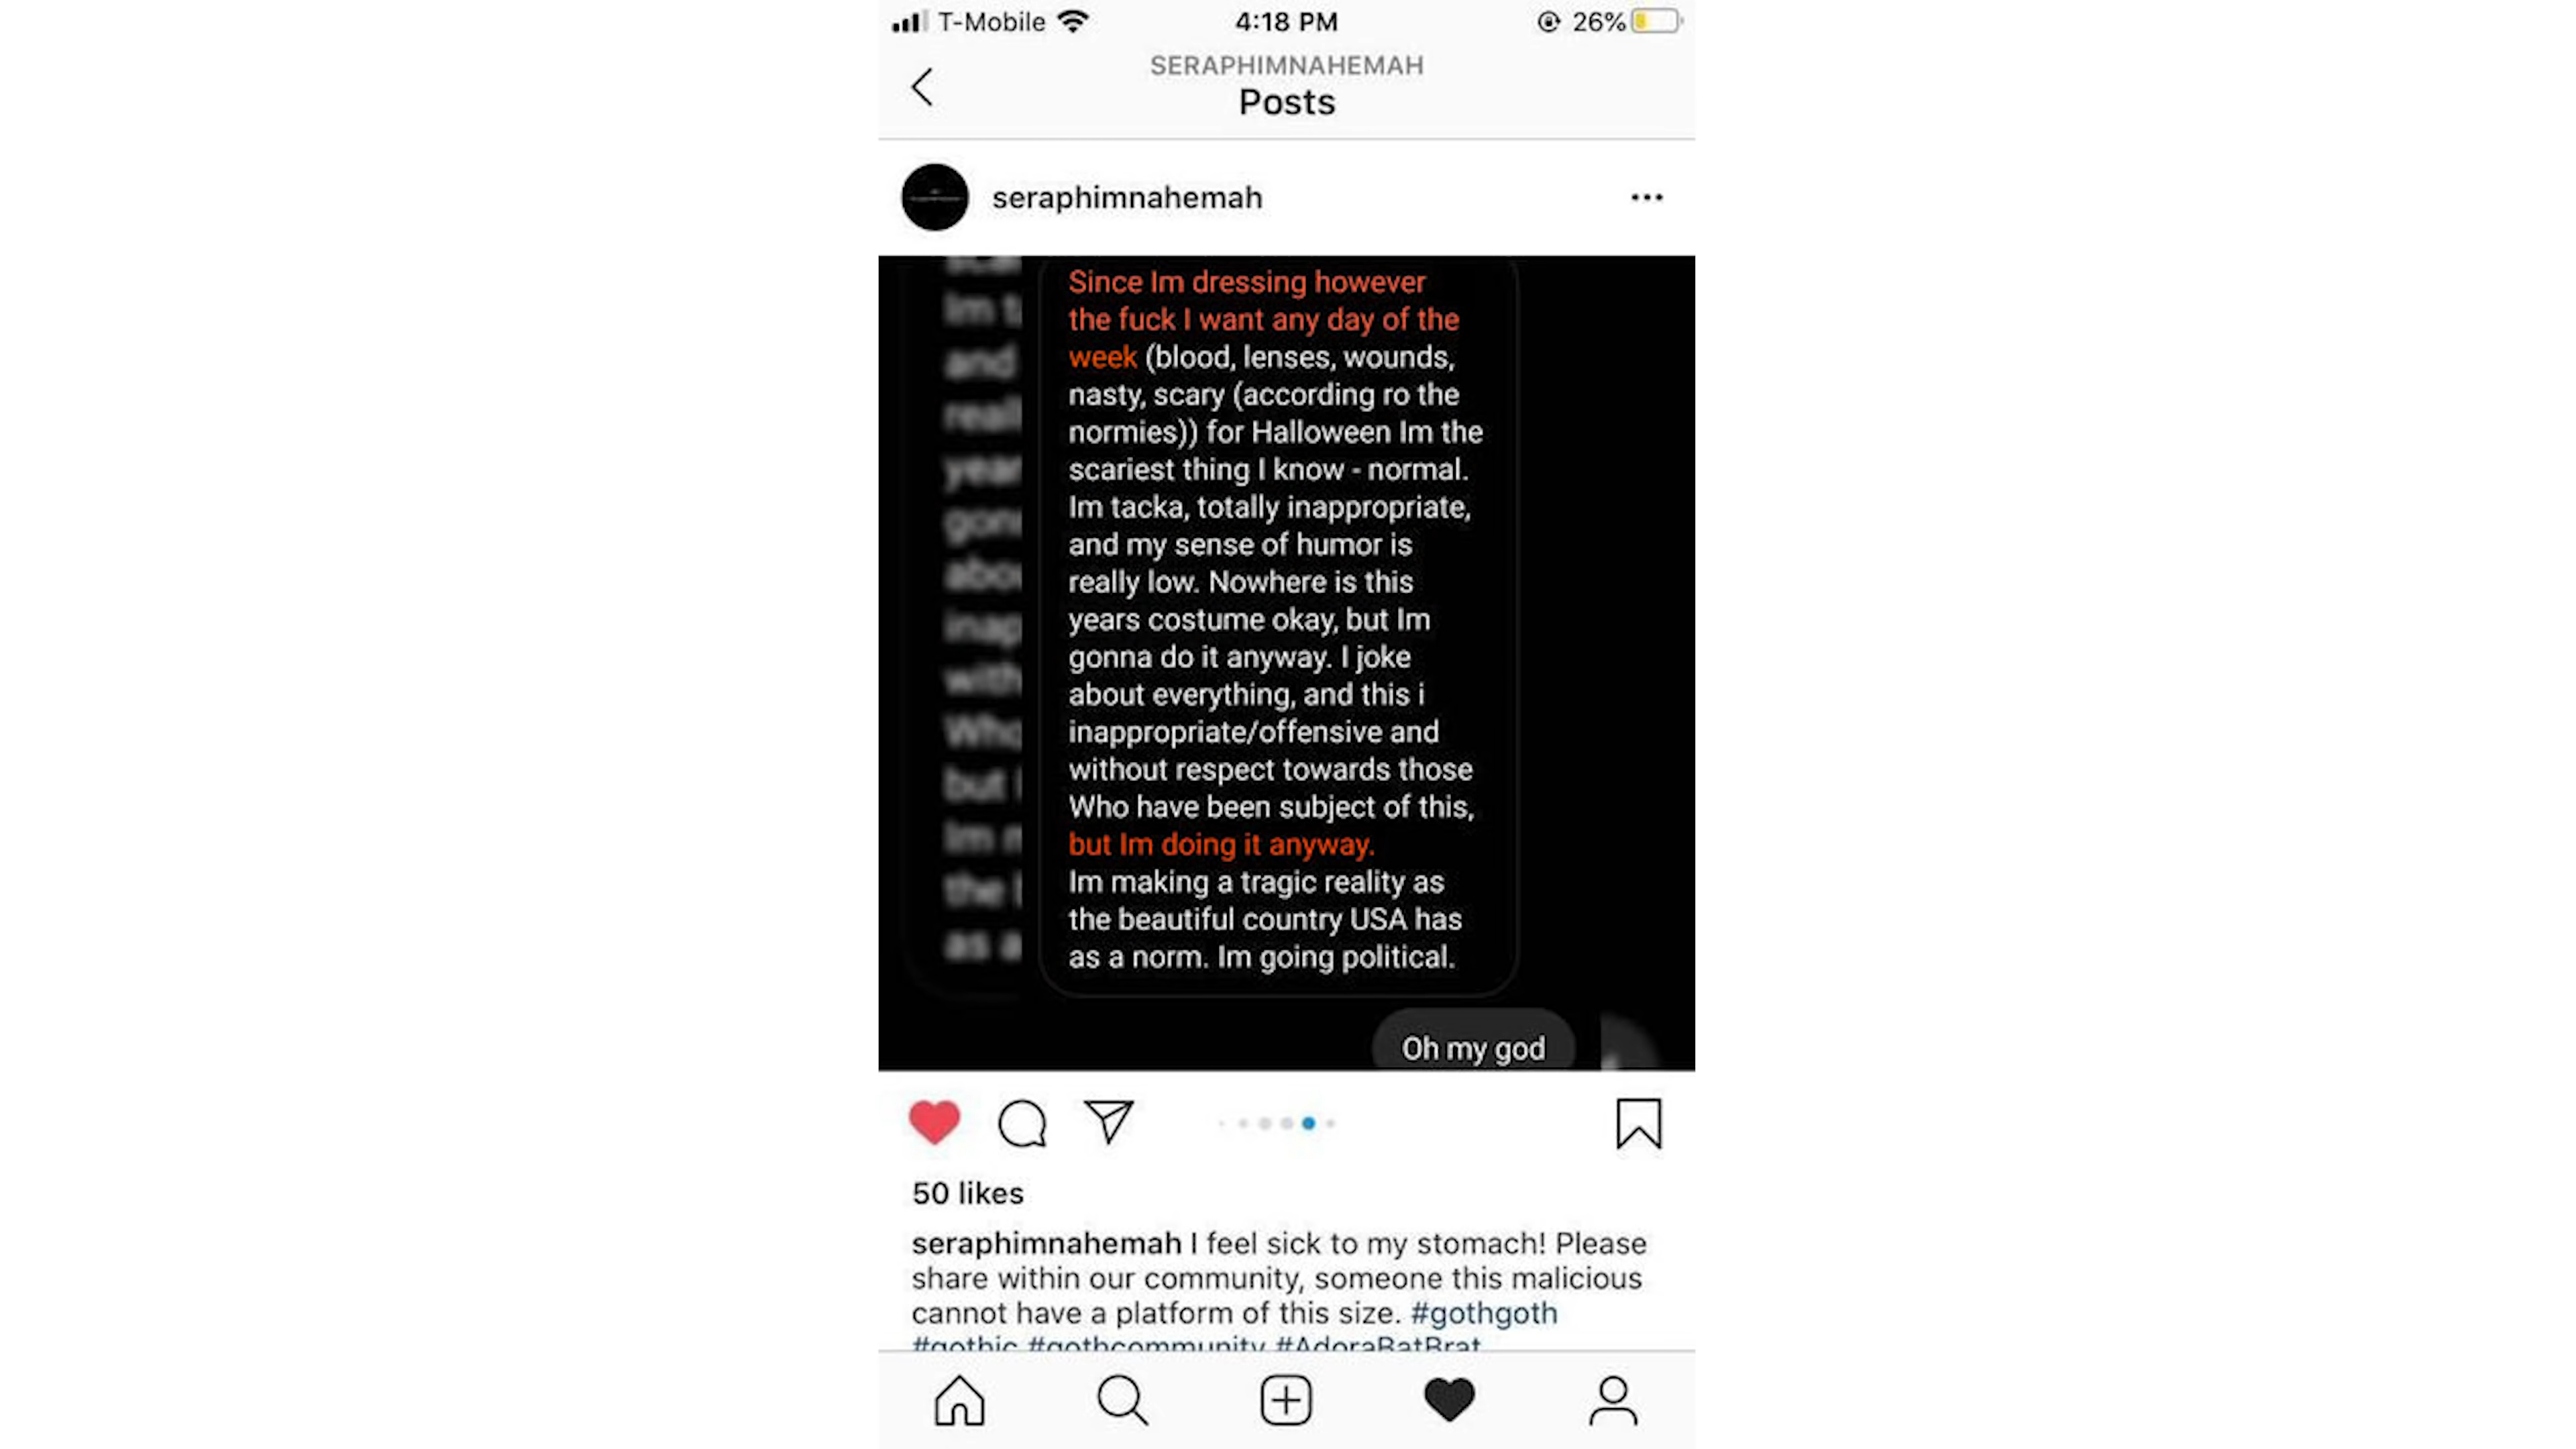 T-Mobile 4:18 PM 26%
SERAPHIMNAHEMAH
Posts
seraphimnahemah
Since Im dressing however
the fuck I want any day of the
week (blood, lenses, wounds,
nasty, scary (according ro the
normies)) for Halloween Im the
scariest thing I know - normal.
Im tacka, totally inappropriate,
and my sense of humor is
really low. Nowhere is this
years costume okay, but Im
gonna do it anyway. I joke
about everything, and this i
inappropriate/offensive and
without respect towards those
Who have been subject of this,
but Im doing it anyway.
Im making a tragic reality as
the beautiful country USA has
as a norm. Im going political.
Oh my god
Im
and
with
but
the
as a
50 likes
seraphimnahemah I feel sick to my stomach! Please
share within our community, someone this malicious
cannot have a platform of this size. #gothgoth
#gothic #gothcommunity #AdoraBatBrat